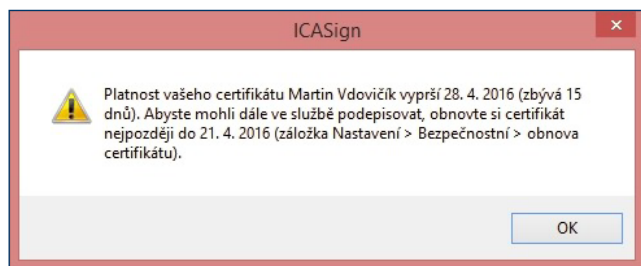 ICASign
Platnost vašeho certifikátu Martin Vdovičík vyprší 28. 4. 2016 (zbývá 15
dnů). Abyste mohli dále ve službě podepisovat, obnovte si certifikát
nejpozději do 21. 4. 2016 (záložka Nastavení > Bezpečnostní > obnova
certifikátu).
OK